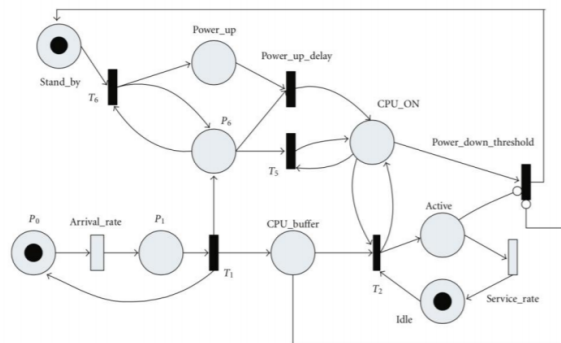 Power_up
Stand_by
Power_up_delay
T6
P6
CPU_ON
T5
Power_down_threshold
P0
Arrival_rate
P1
CPU_buffer
Active
T1
T2
Service_rate
Idle